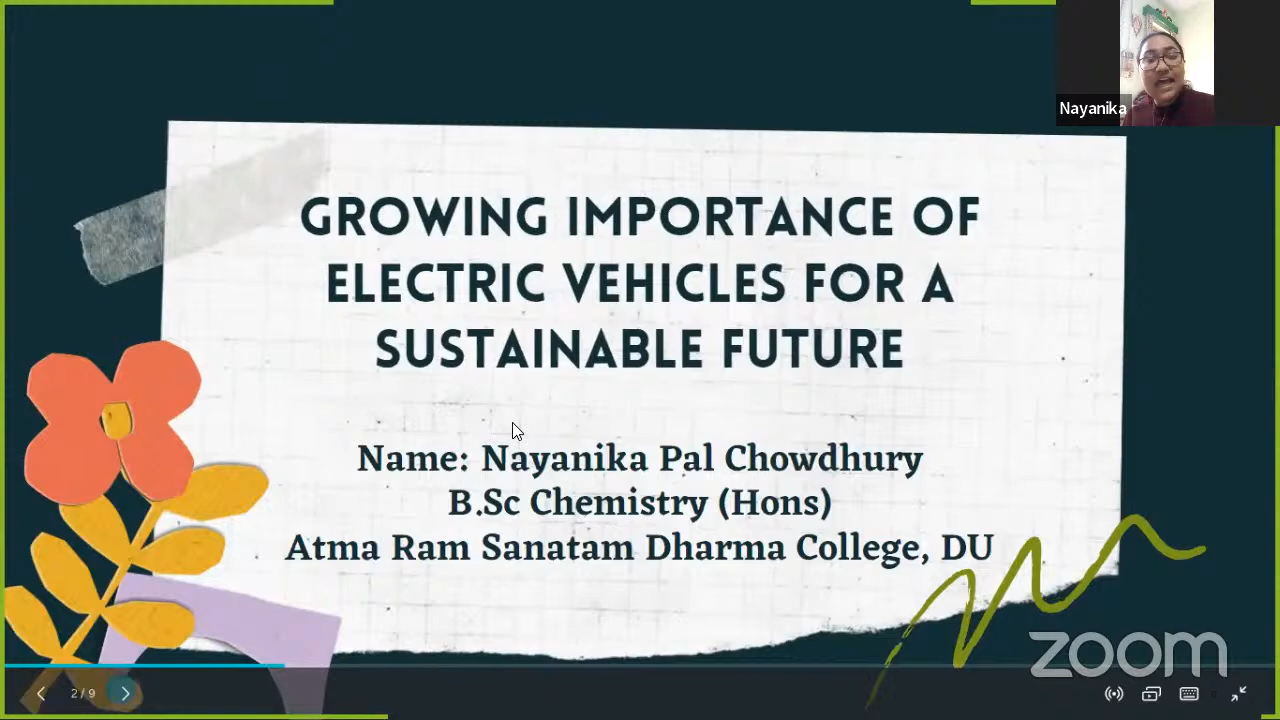 Nayanika
GROWING IMPORTANCE OF
ELECTRIC VEHICLES FOR A
SUSTAINABLE FUTURE
Name: Nayanika Pal Chowdhury
B.Sc Chemistry (Hons)
Atma Ram Sanatam Dharma College, DU
zoom
2/9